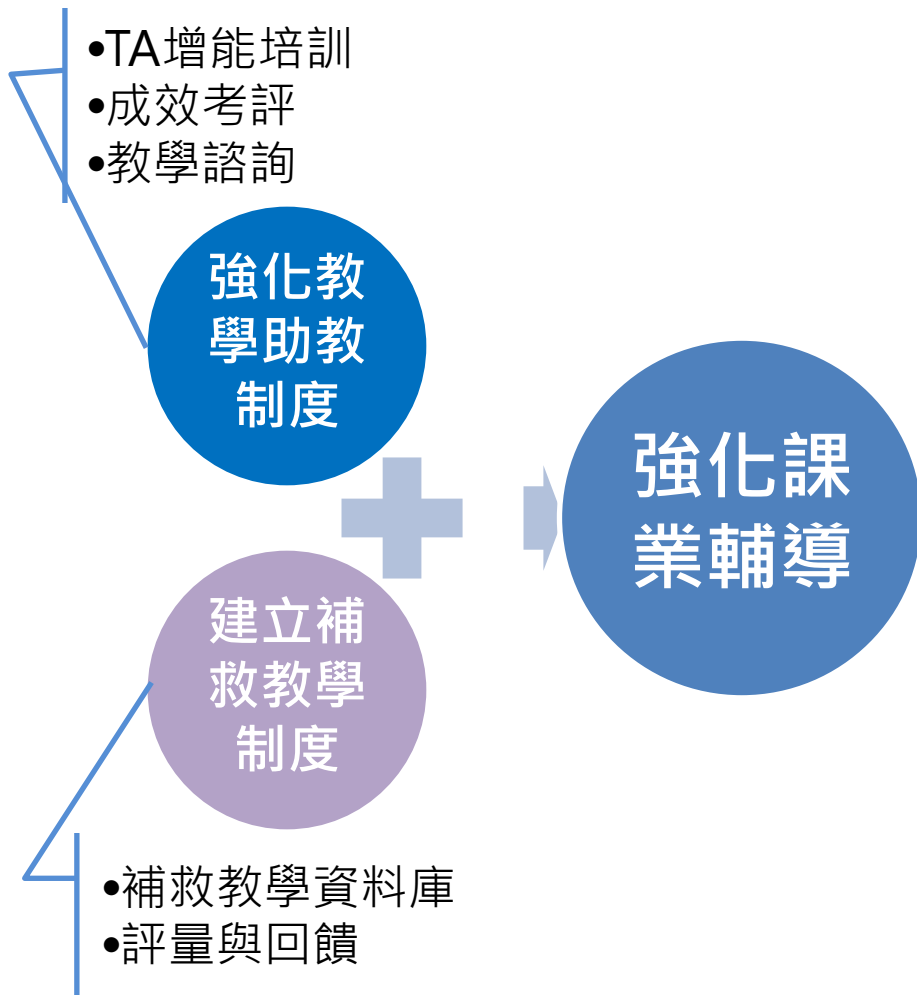 •TA增能培訓
•成效考評
•教學諮詢
強化教
學助教
制度
強化課
業輔導
建立補
救教學
制度
•補救教學資料庫
•評量與回饋